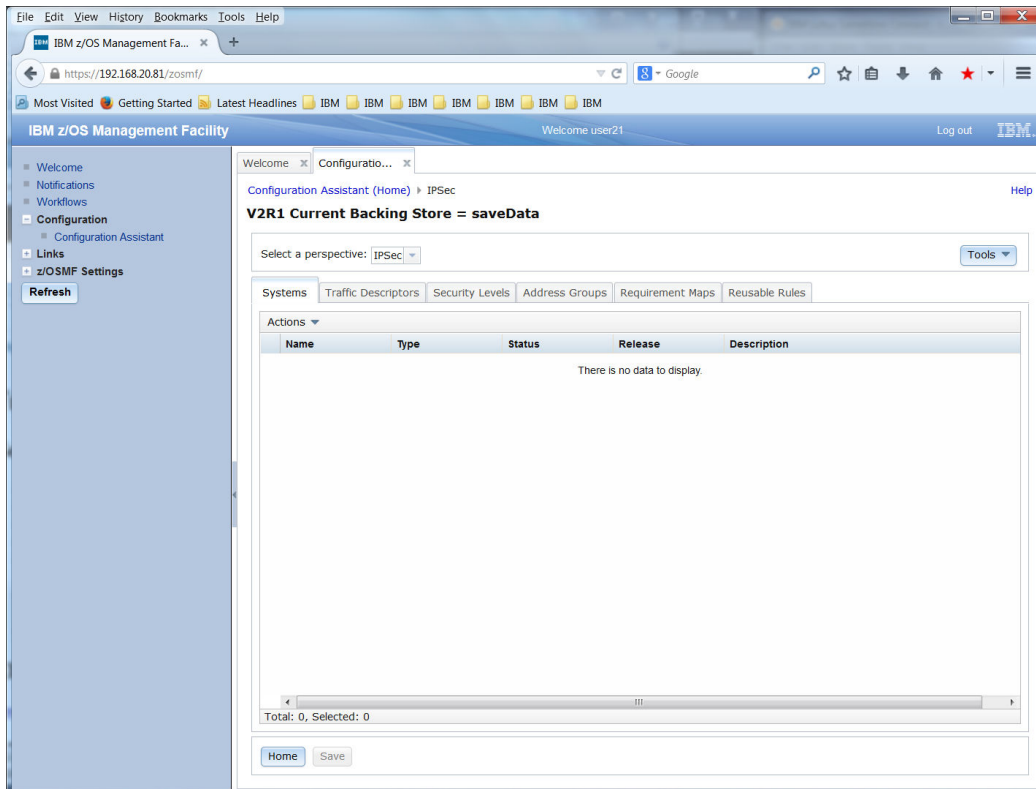 File Edit View History Bookmarks Tools Help
IBM IBM z/OS Management Fa... × +
https://192.168.20.81/zosmf/ 8 Google
Most Visited Getting Started Latest Headlines IBM IBM IBM IBM IBM IBM IBM
IBM z/OS Management Facility Welcome user21 Log out IBM.
Welcome
Notifications
Workflows
Configuration
Configuration Assistant
Links
z/OSMF Settings
Refresh
Welcome × Configuratio... ×
Configuration Assistant (Home) IPSec Help
V2R1 Current Backing Store = saveData
Select a perspective: IPSec Tools
Systems Traffic Descriptors Security Levels Address Groups Requirement Maps Reusable Rules
Actions
Name Type Status Release Description
There is no data to display.
Total: 0, Selected: 0
Home Save